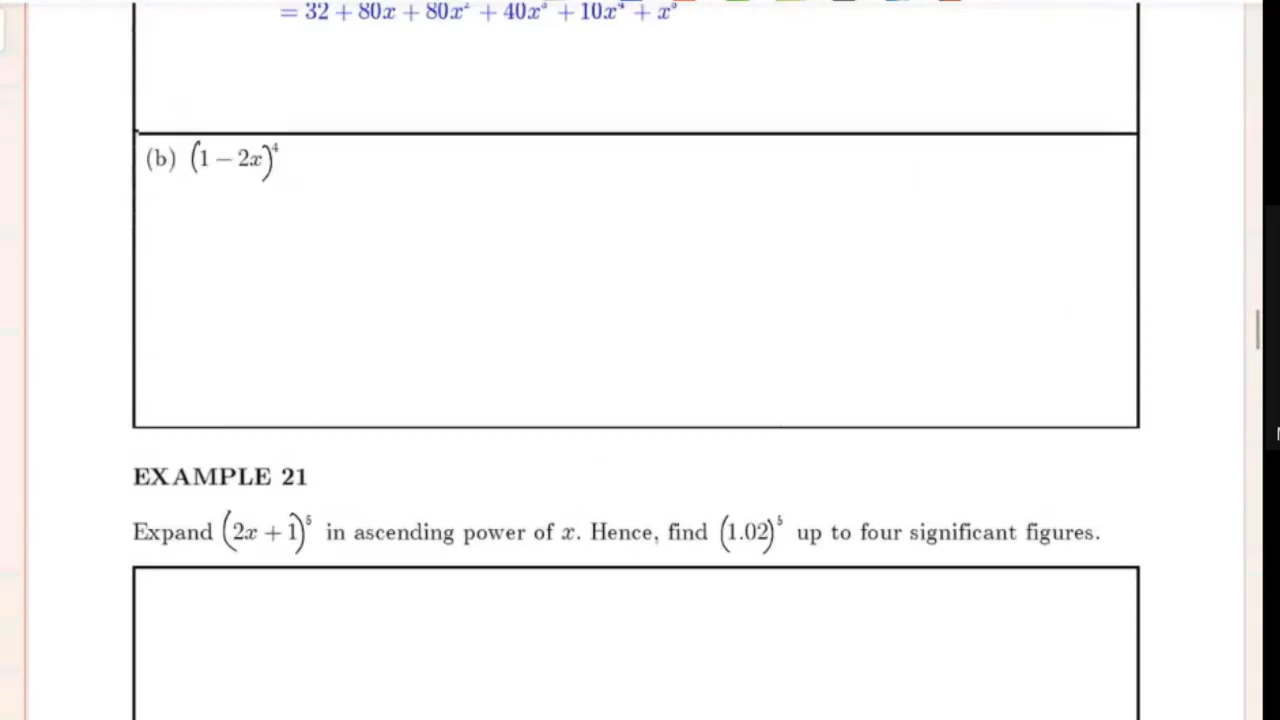 = 32 + 80x + 80x² + 40x³ + 10x⁴ + x⁵
(b) (1 − 2x)⁴
EXAMPLE 21
Expand (2x + 1)⁵ in ascending power of x. Hence, find (1.02)⁵ up to four significant figures.